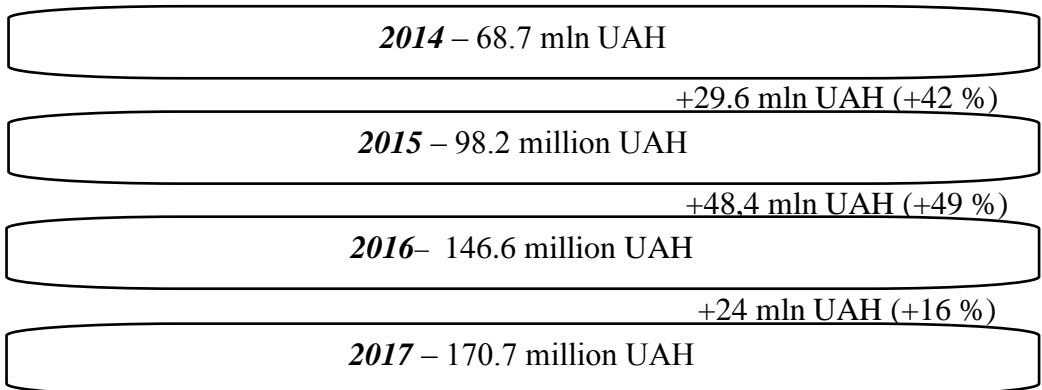 2014 – 68.7 mln UAH
+29.6 mln UAH (+42 %)
2015 – 98.2 million UAH
+48,4 mln UAH (+49 %)
2016– 146.6 million UAH
+24 mln UAH (+16 %)
2017 – 170.7 million UAH